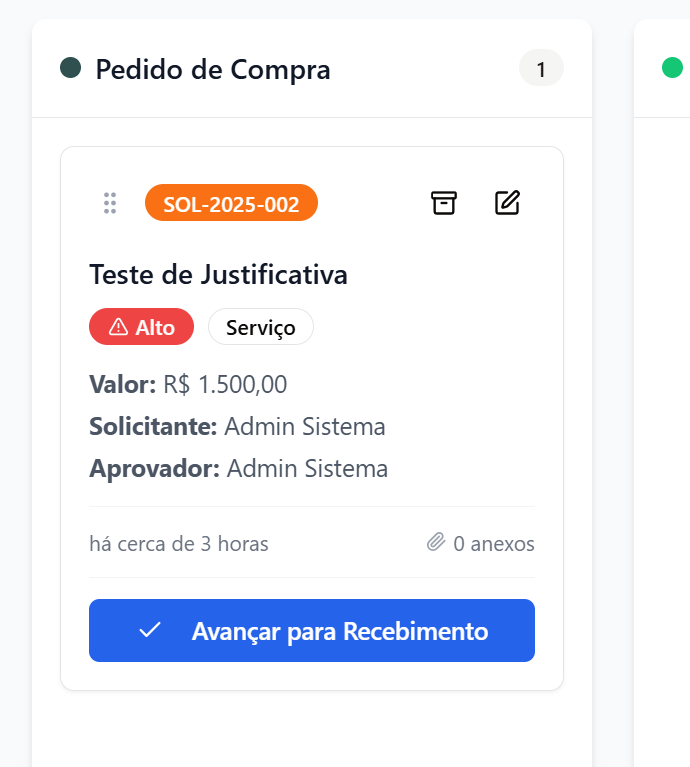 Pedido de Compra
1
SOL-2025-002
Teste de Justificativa
Alto
Serviço
Valor: R$ 1.500,00
Solicitante: Admin Sistema
Aprovador: Admin Sistema
há cerca de 3 horas
0 anexos
Avançar para Recebimento